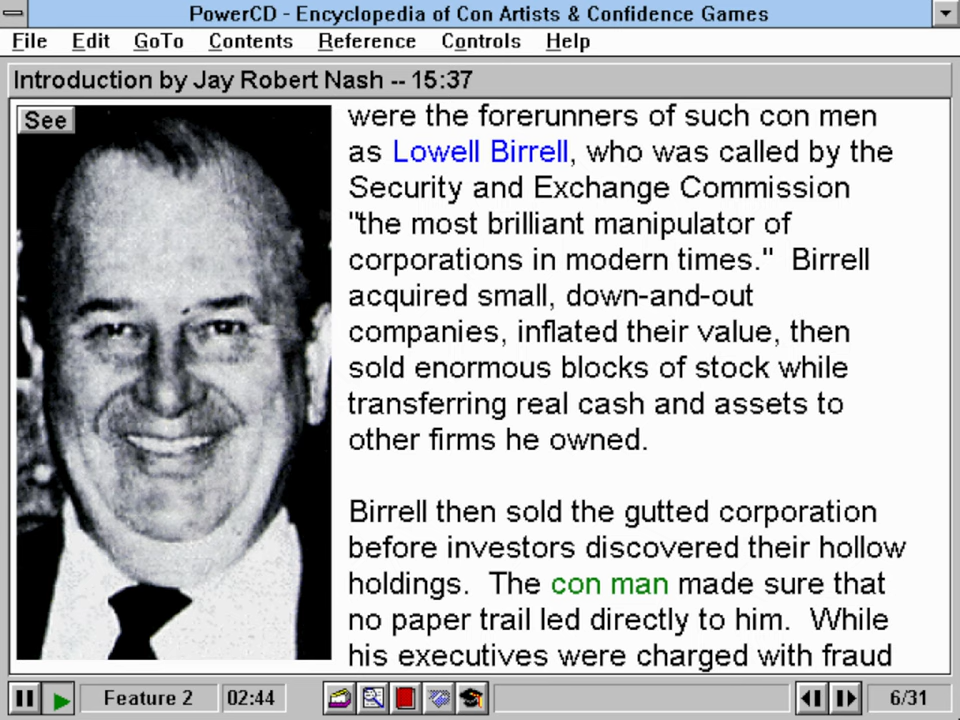 PowerCD - Encyclopedia of Con Artists & Confidence Games
File Edit GoTo Contents Reference Controls Help
Introduction by Jay Robert Nash -- 15:37
See
were the forerunners of such con men
as Lowell Birrell, who was called by the
Security and Exchange Commission
"the most brilliant manipulator of
corporations in modern times." Birrell
acquired small, down-and-out
companies, inflated their value, then
sold enormous blocks of stock while
transferring real cash and assets to
other firms he owned.
Birrell then sold the gutted corporation
before investors discovered their hollow
holdings. The con man made sure that
no paper trail led directly to him. While
his executives were charged with fraud
Feature 2 02:44 6/31